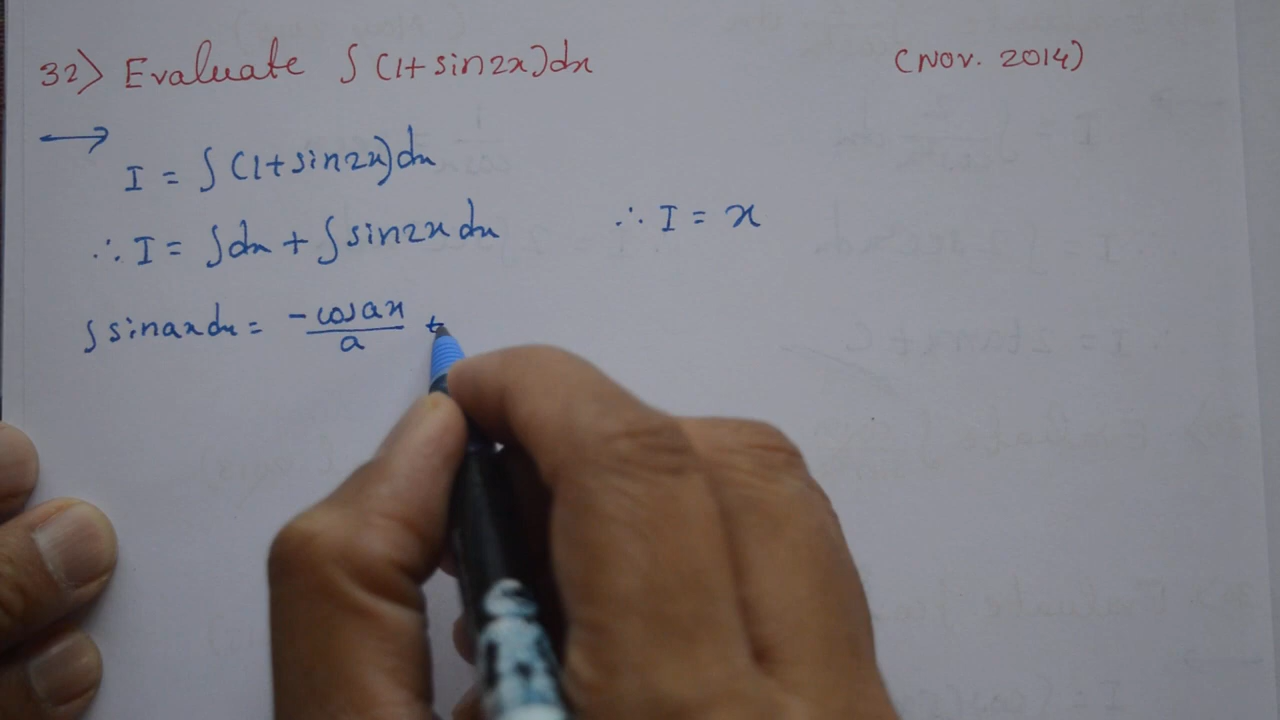 32) Evaluate ∫(1+sin2x)dx (Nov. 2014)
→
I = ∫(1+sin2x)dx
∴ I = ∫dx + ∫sin2x dx
∴ I = x
∫sinax dx = -cosax/a +